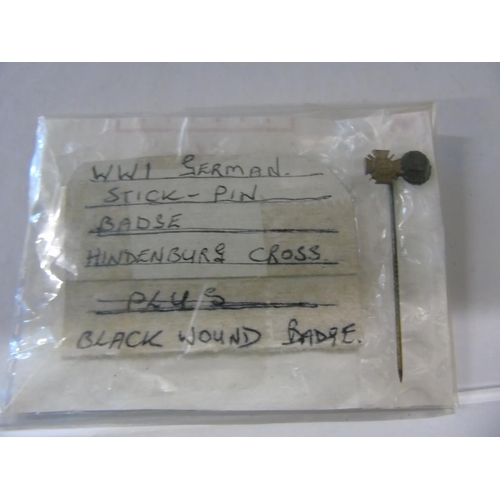 WW1 GERMAN.
STICK-PIN
BADGE
HINDENBURG CROSS.
PLUS
BLACK WOUND BADGE.